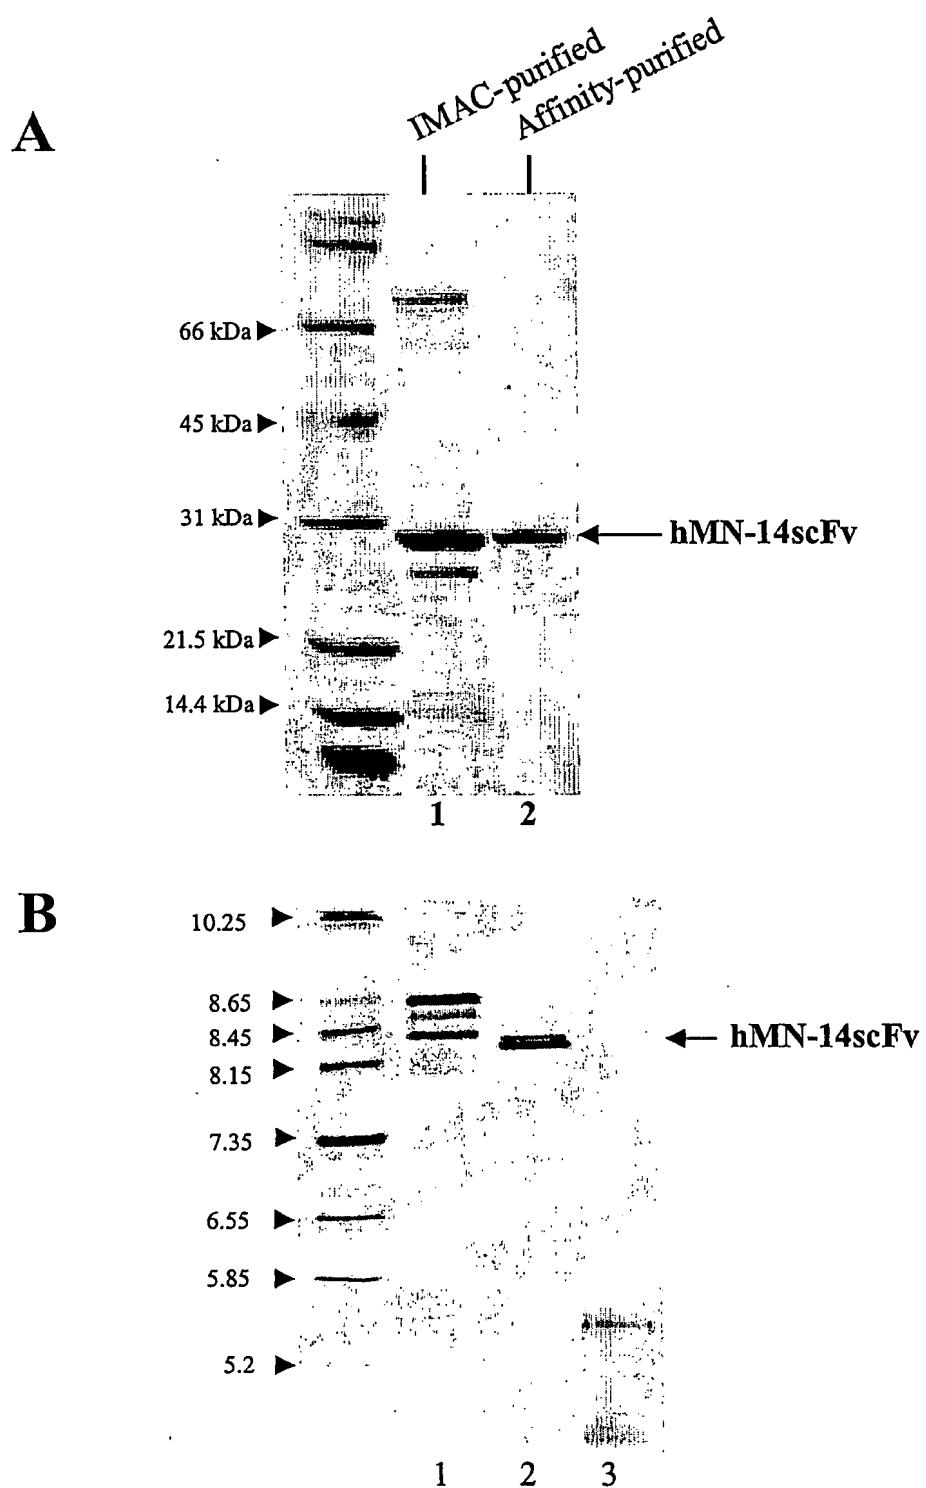 IMAC-purified
Affinity-purified
A
66 kDa
45 kDa
31 kDa
hMN-14scFv
21.5 kDa
14.4 kDa
1 2
B
10.25
8.65
8.45
hMN-14scFv
8.15
7.35
6.55
5.85
5.2
1 2 3